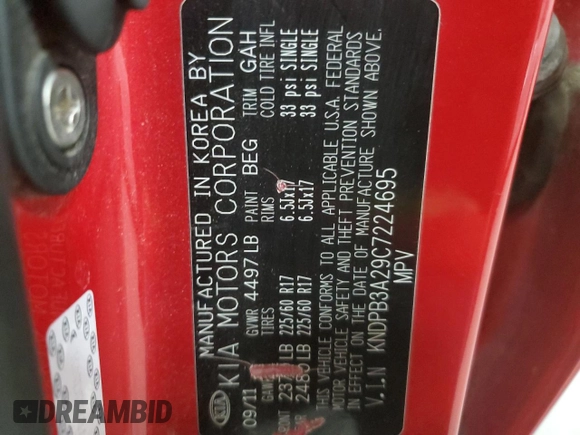 MANUFACTURED IN KOREA BY
KIA KIA MOTORS CORPORATION
09/11 GVWR 4497LB PAINT BEG TRIM GAH
TIRES RIMS COLD TIRE INFL
LB 225/60 R17 6.5Jx17 33 psi SINGLE
LB 225/60 R17 6.5Jx17 33 psi SINGLE
THIS VEHICLE CONFORMS TO ALL APPLICABLE U.S.A. FEDERAL
MOTOR VEHICLE SAFETY AND THEFT PREVENTION STANDARDS
IN EFFECT ON THE DATE OF MANUFACTURE SHOWN ABOVE.
V.I.N KNDPB3A29C7224695
MPV
DREAMBID